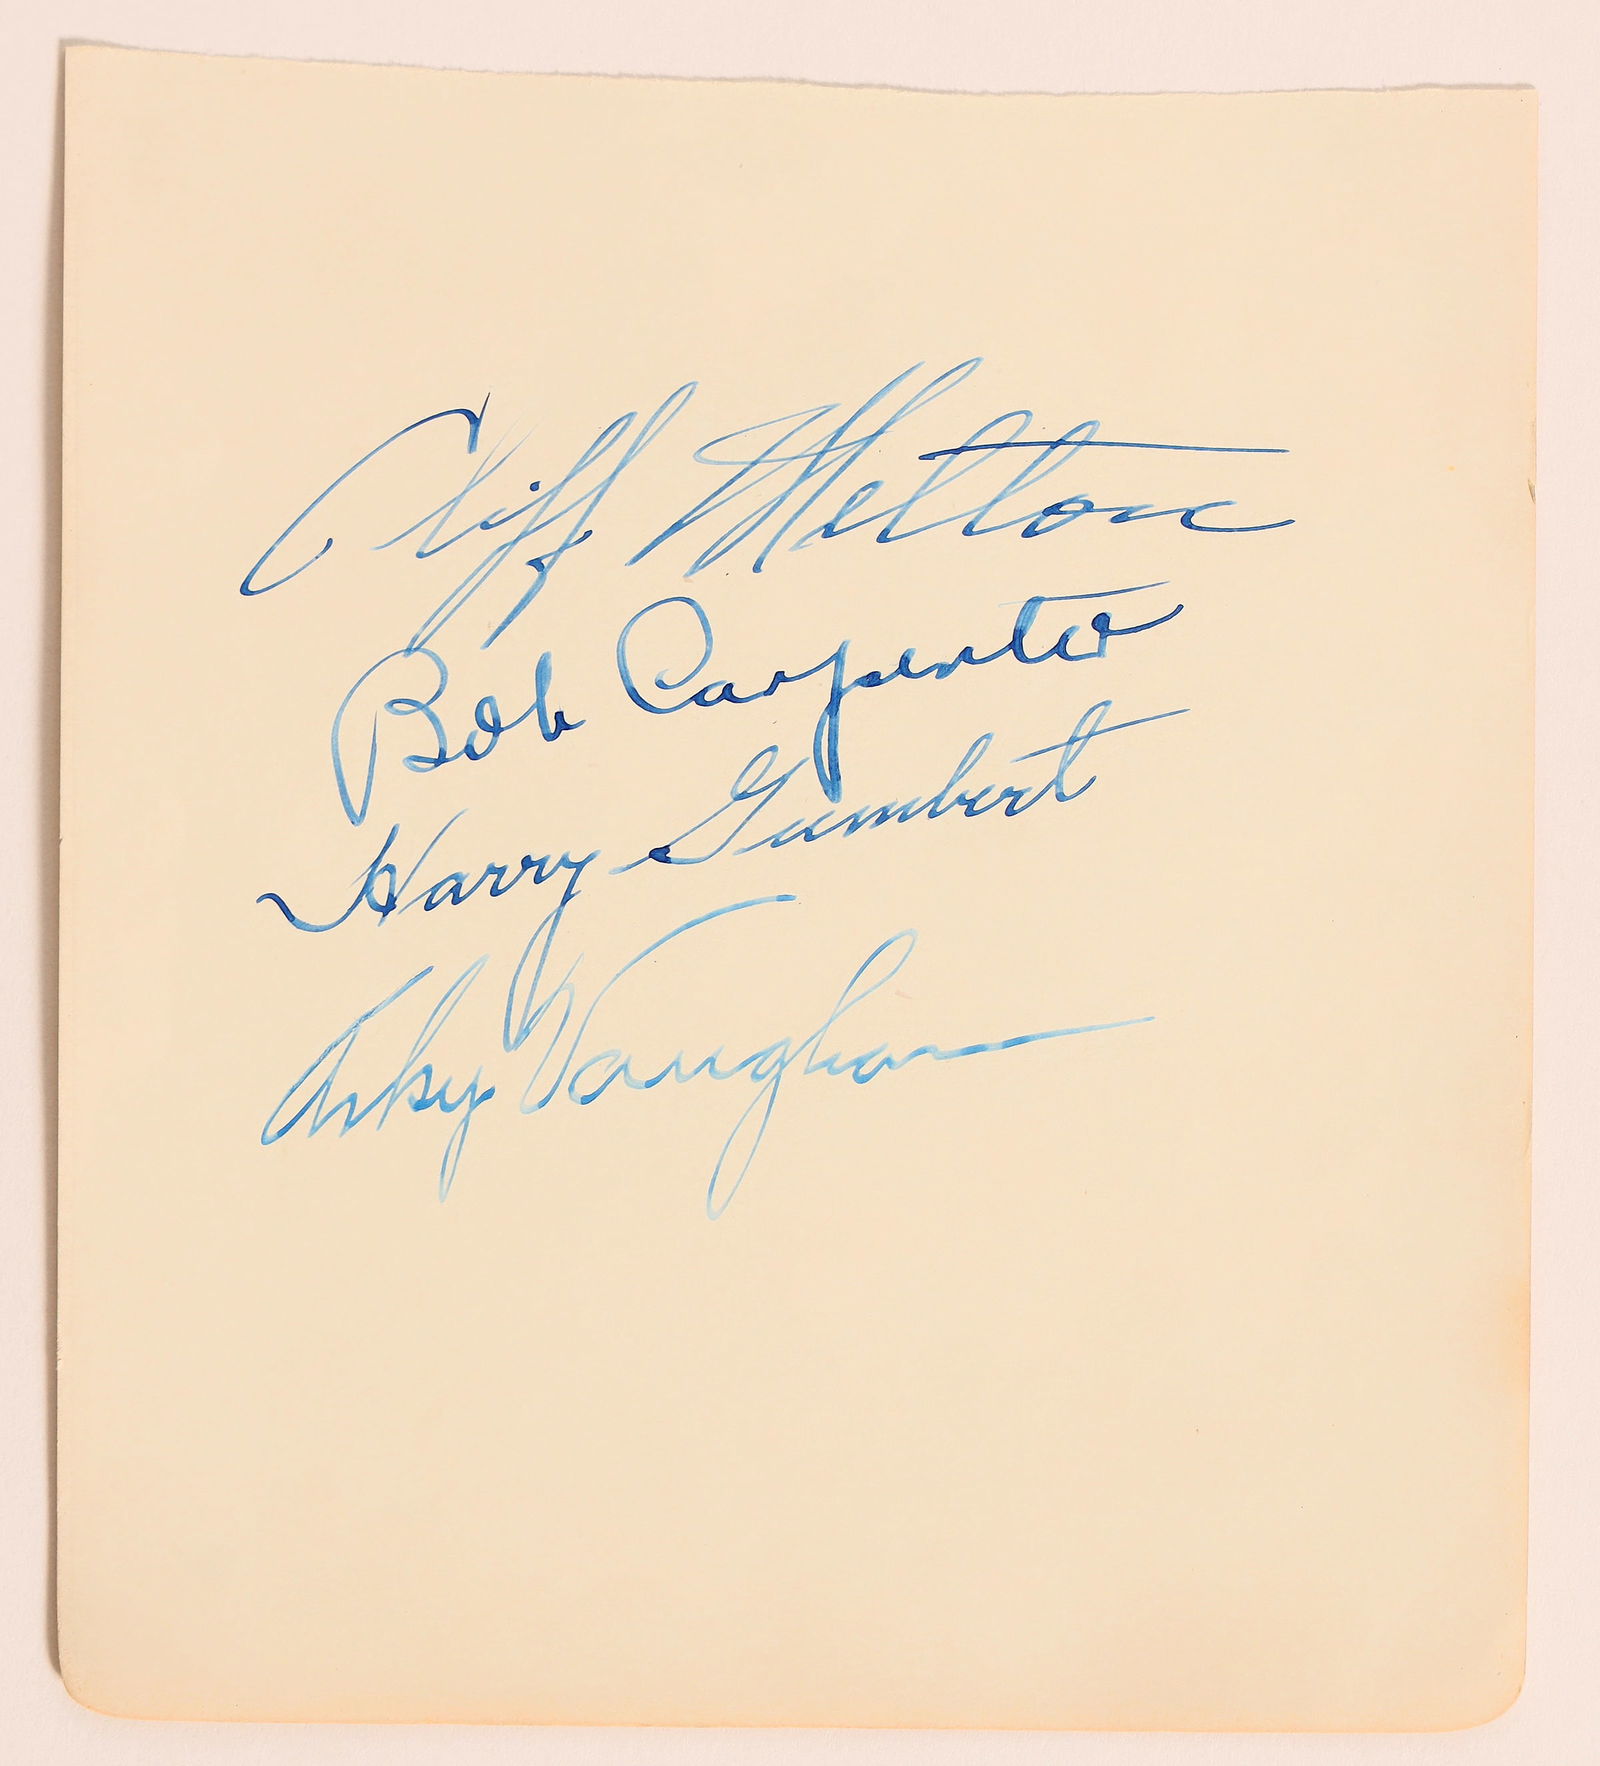 Cliff Melton
Bob Carpenter
Harry Gumbert
Arky Vaughan